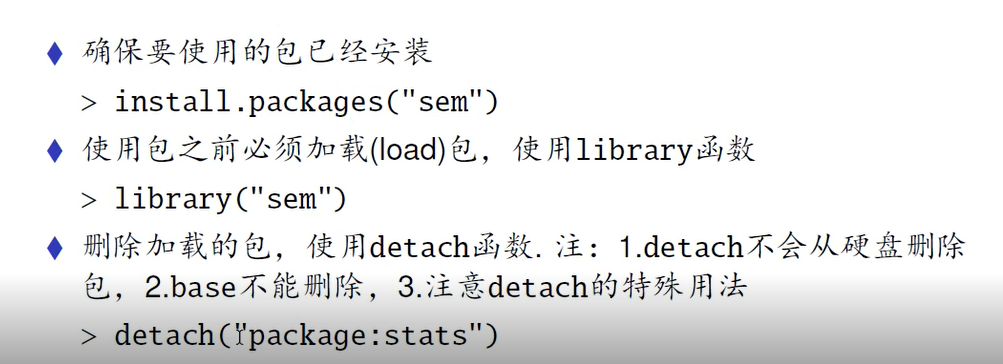 确保要使用的包已经安装
> install.packages("sem")
使用包之前必须加载(load)包，使用library函数
> library("sem")
删除加载的包，使用detach函数. 注：1.detach不会从硬盘删除
包，2.base不能删除，3.注意detach的特殊用法
> detach("package:stats")